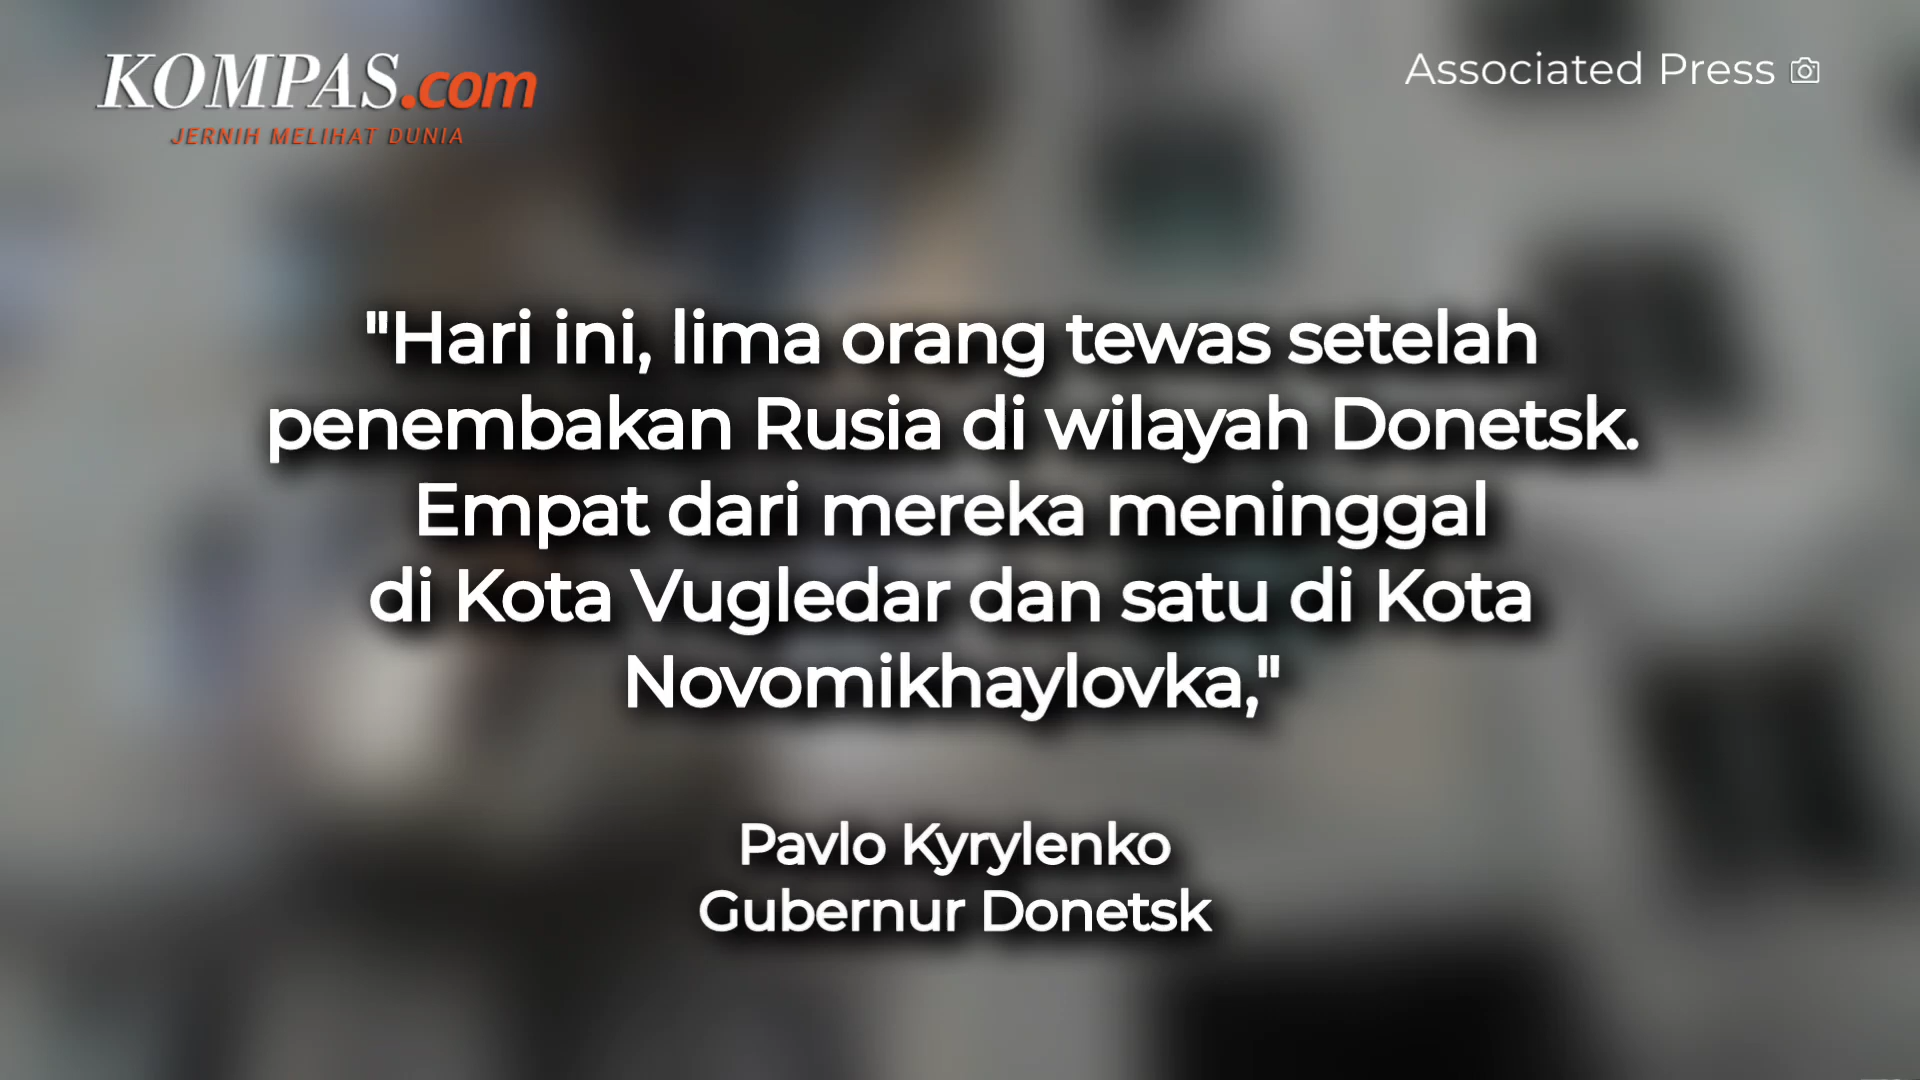 KOMPAS.com
JERNIH MELIHAT DUNIA
Associated Press
"Hari ini, lima orang tewas setelah
penembakan Rusia di wilayah Donetsk.
Empat dari mereka meninggal
di Kota Vugledar dan satu di Kota
Novomikhaylovka,"
Pavlo Kyrylenko
Gubernur Donetsk